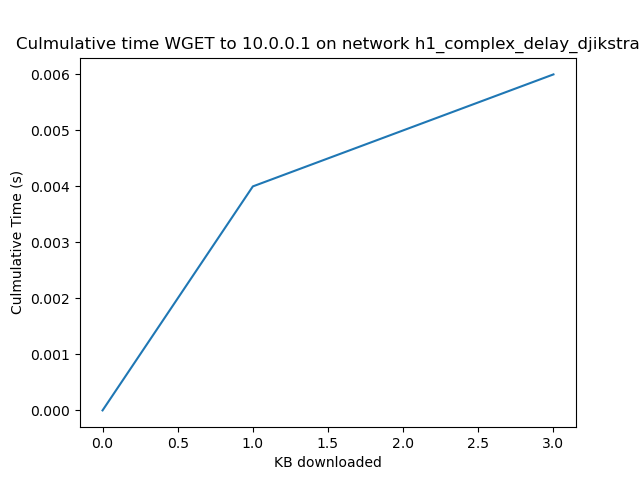 Culmulative time WGET to 10.0.0.1 on network h1_complex_delay_djikstra
0.006
0.005
0.004
0.003
0.002
0.001
0.000
Culmulative Time (s)
0.0 0.5 1.0 1.5 2.0 2.5 3.0
KB downloaded